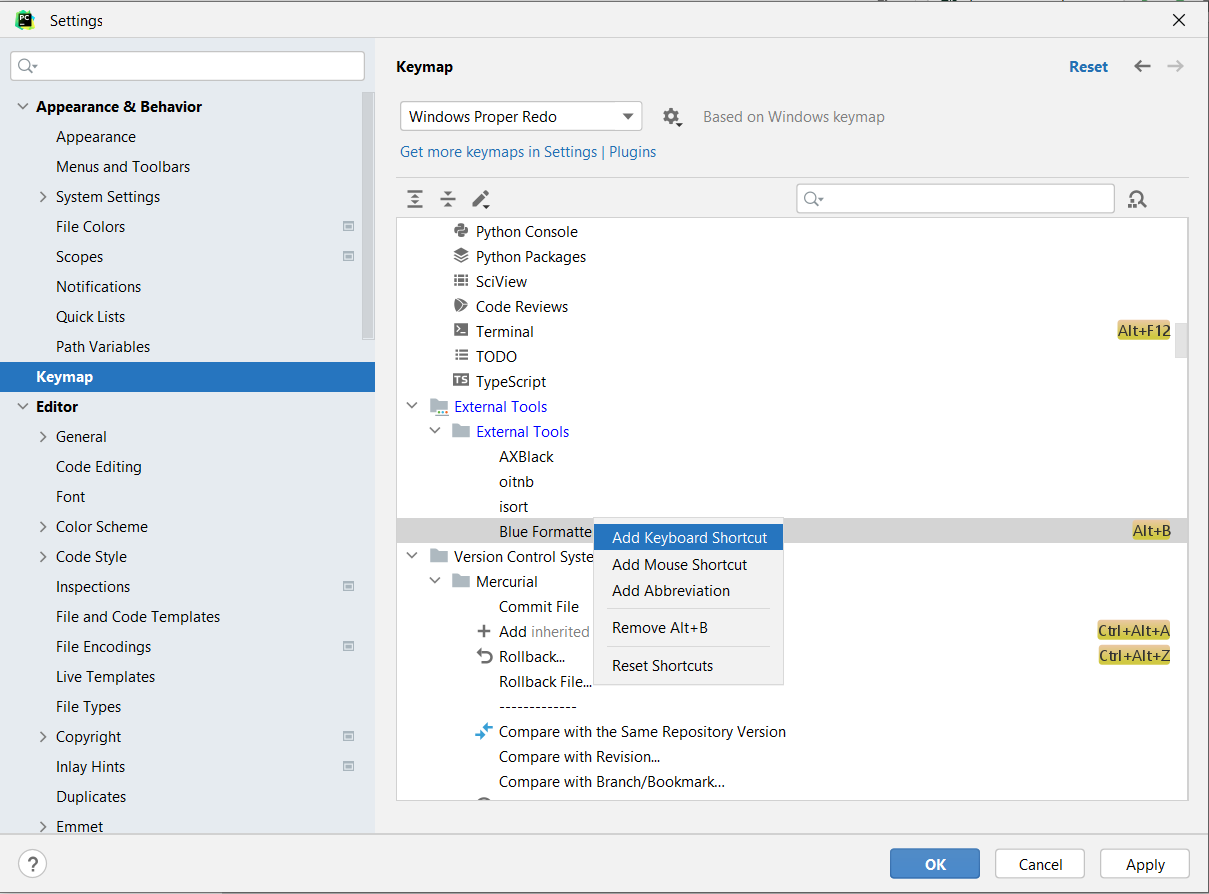 PC
Settings
Appearance & Behavior
Appearance
Menus and Toolbars
System Settings
File Colors
Scopes
Notifications
Quick Lists
Path Variables
Keymap
Editor
General
Code Editing
Font
Color Scheme
Code Style
Inspections
File and Code Templates
File Encodings
Live Templates
File Types
Copyright
Inlay Hints
Duplicates
Emmet
Keymap
Reset
Windows Proper Redo
Based on Windows keymap
Get more keymaps in Settings | Plugins
Python Console
Python Packages
SciView
Code Reviews
Terminal Alt+F12
TODO
TS TypeScript
External Tools
External Tools
AXBlack
oitnb
isort
Blue Formatte Alt+B
Version Control Syste
Mercurial
Commit File
Add inherited Ctrl+Alt+A
Rollback... Ctrl+Alt+Z
Rollback File...
-------------
Compare with the Same Repository Version
Compare with Revision...
Compare with Branch/Bookmark...
Add Keyboard Shortcut
Add Mouse Shortcut
Add Abbreviation
Remove Alt+B
Reset Shortcuts
?
OK
Cancel
Apply